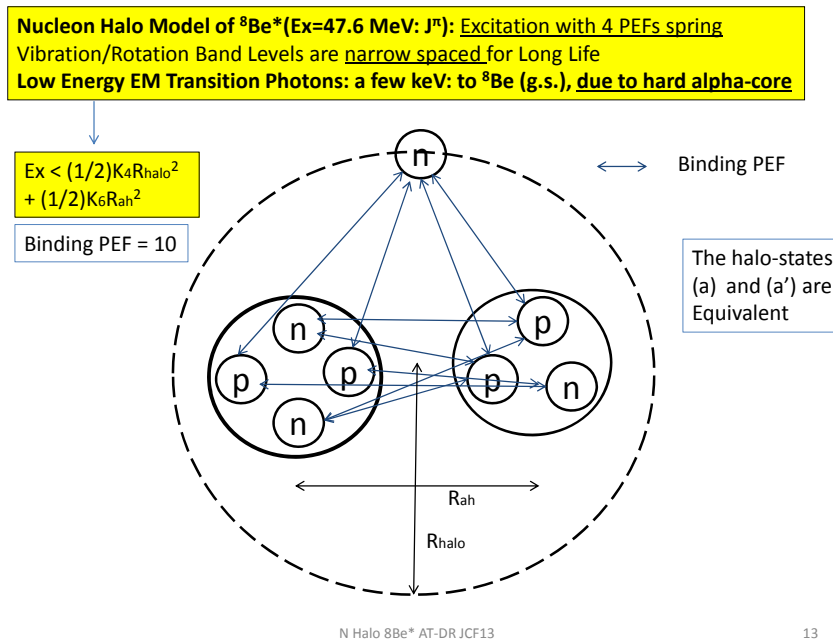 Nucleon Halo Model of ⁸Be*(Ex=47.6 MeV: Jᵖⁱ): Excitation with 4 PEFs spring
Vibration/Rotation Band Levels are narrow spaced for Long Life
Low Energy EM Transition Photons: a few keV: to ⁸Be (g.s.), due to hard alpha-core
Ex < (1/2)K₄Rhalo²
+ (1/2)K₆Rah²
Binding PEF = 10
n
Binding PEF
The halo-states
(a) and (a') are
Equivalent
n
p
p
n
p
p
n
Rah
Rhalo
N Halo 8Be* AT-DR JCF13
13